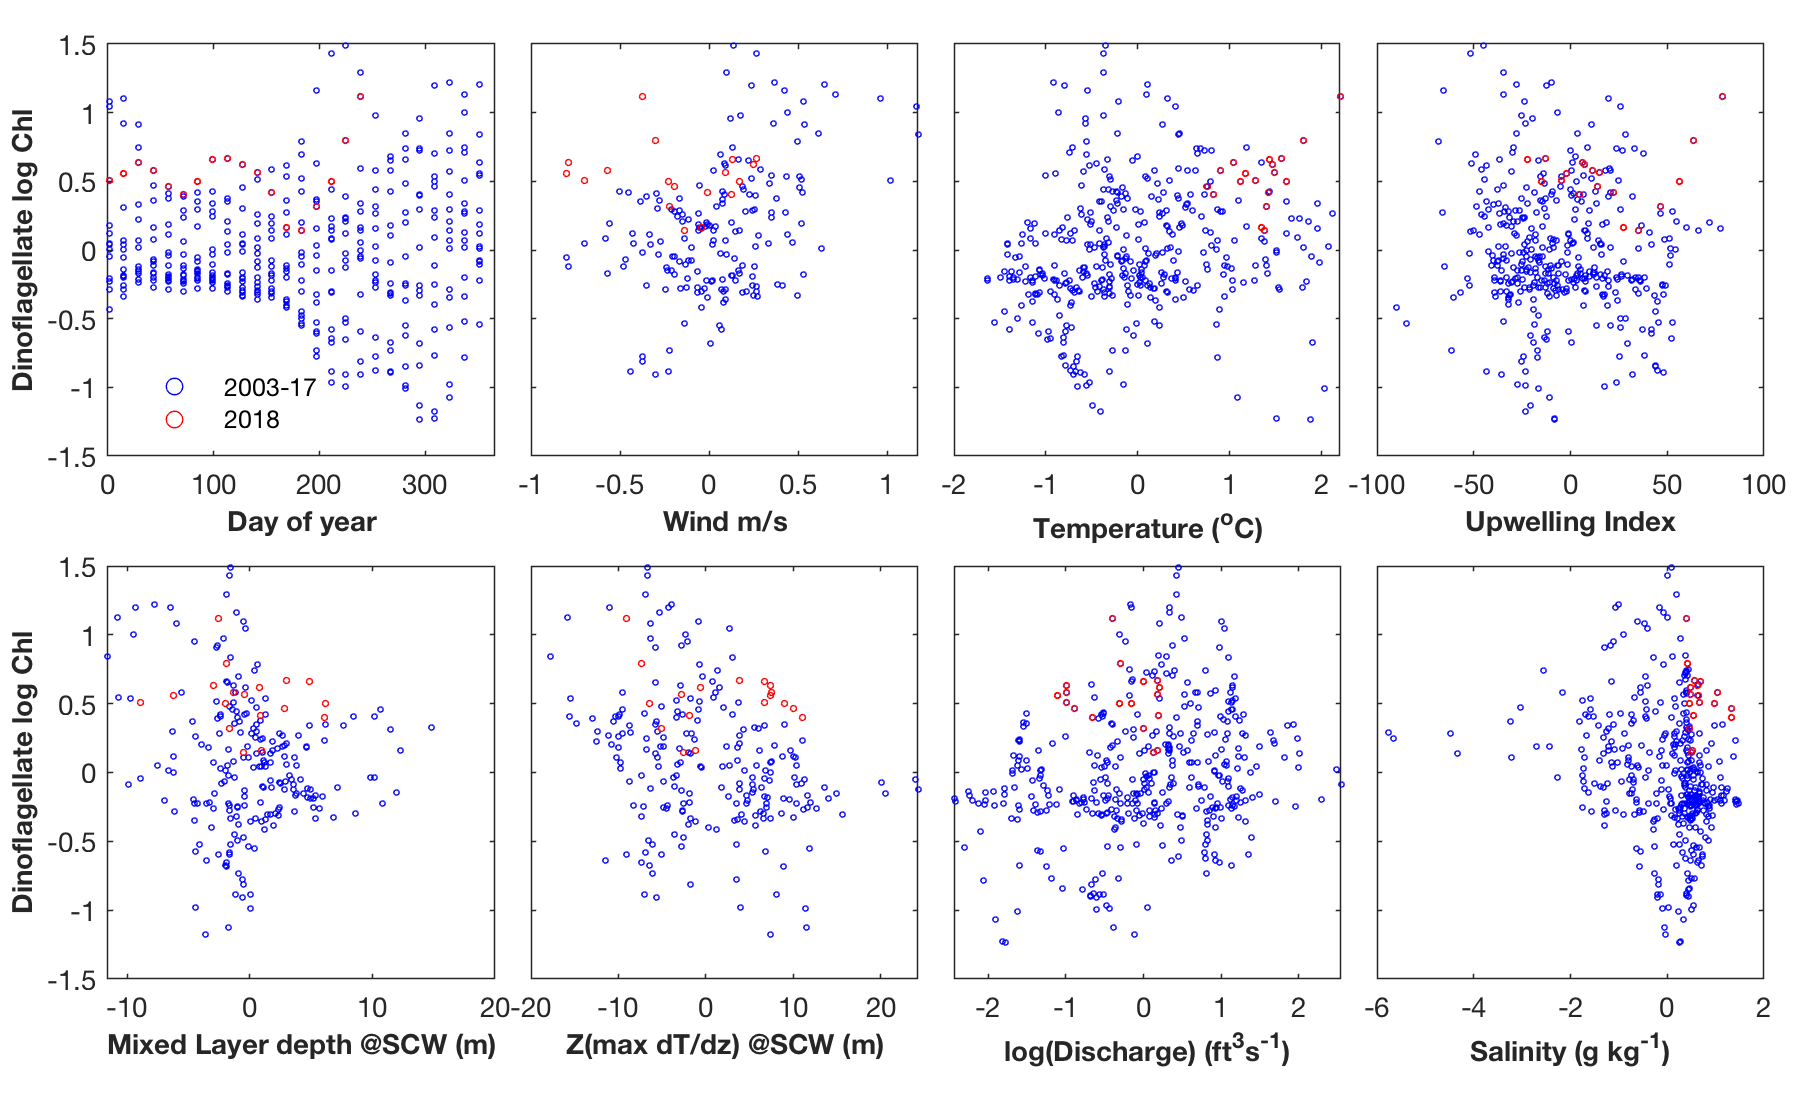 1.5
1
0.5
0
-0.5
-1
-1.5
Dinoflagellate log Chl
2003-17
2018
0 100 200 300
Day of year
-1 -0.5 0 0.5 1
Wind m/s
-2 -1 0 1 2
Temperature (°C)
-100 -50 0 50 100
Upwelling Index
1.5
1
0.5
0
-0.5
-1
-1.5
Dinoflagellate log Chl
-10 0 10 20
Mixed Layer depth @SCW (m)
-20 -10 0 10 20
Z(max dT/dz) @SCW (m)
-2 -1 0 1 2
log(Discharge) (ft³s⁻¹)
-6 -4 -2 0 2
Salinity (g kg⁻¹)